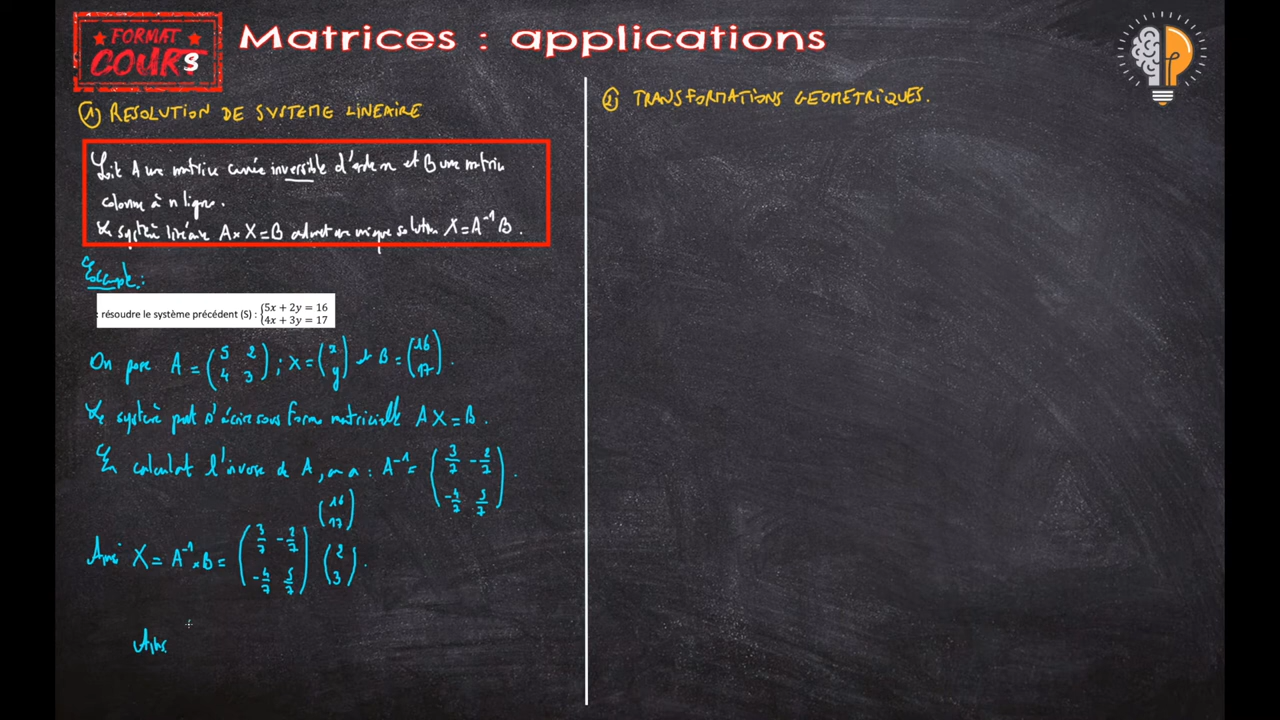 FORMAT
COURS
Matrices : applications
① RESOLUTION DE SYSTEME LINEAIRE
Soit A une matrice carrée inversible d'ordre n et B une matrice
colonne à n lignes.
Le système linéaire A×X=B admet une unique solution X=A⁻¹B.
Exemple :
: résoudre le système précédent (S) : {5x + 2y = 16
4x + 3y = 17
On pose A = (5 2 ; 4 3) ; X = (x ; y) et B = (16 ; 17).
Le système peut s'écrire sous forme matricielle AX = B.
En calculant l'inverse de A, on a : A⁻¹ = (3/7 -2/7 ; -4/7 5/7).
(16 ; 17)
Ainsi X = A⁻¹×B = (3/7 -2/7 ; -4/7 5/7) (2 ; 3).
Ains
② TRANSFORMATIONS GEOMETRIQUES.